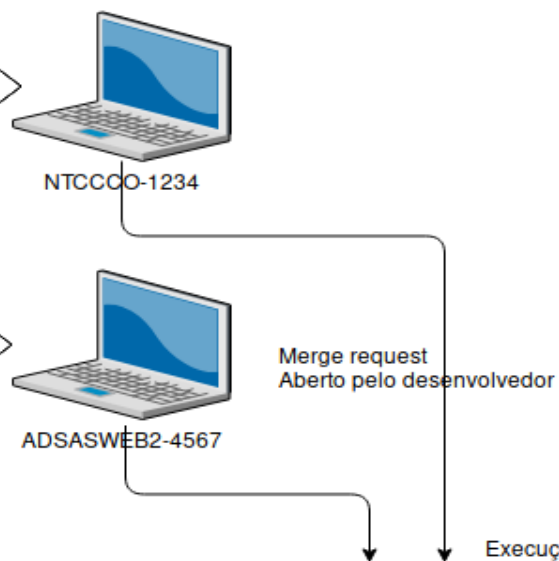 NTCCCO-1234
Merge request
Aberto pelo desenvolvedor
ADSASWEB2-4567